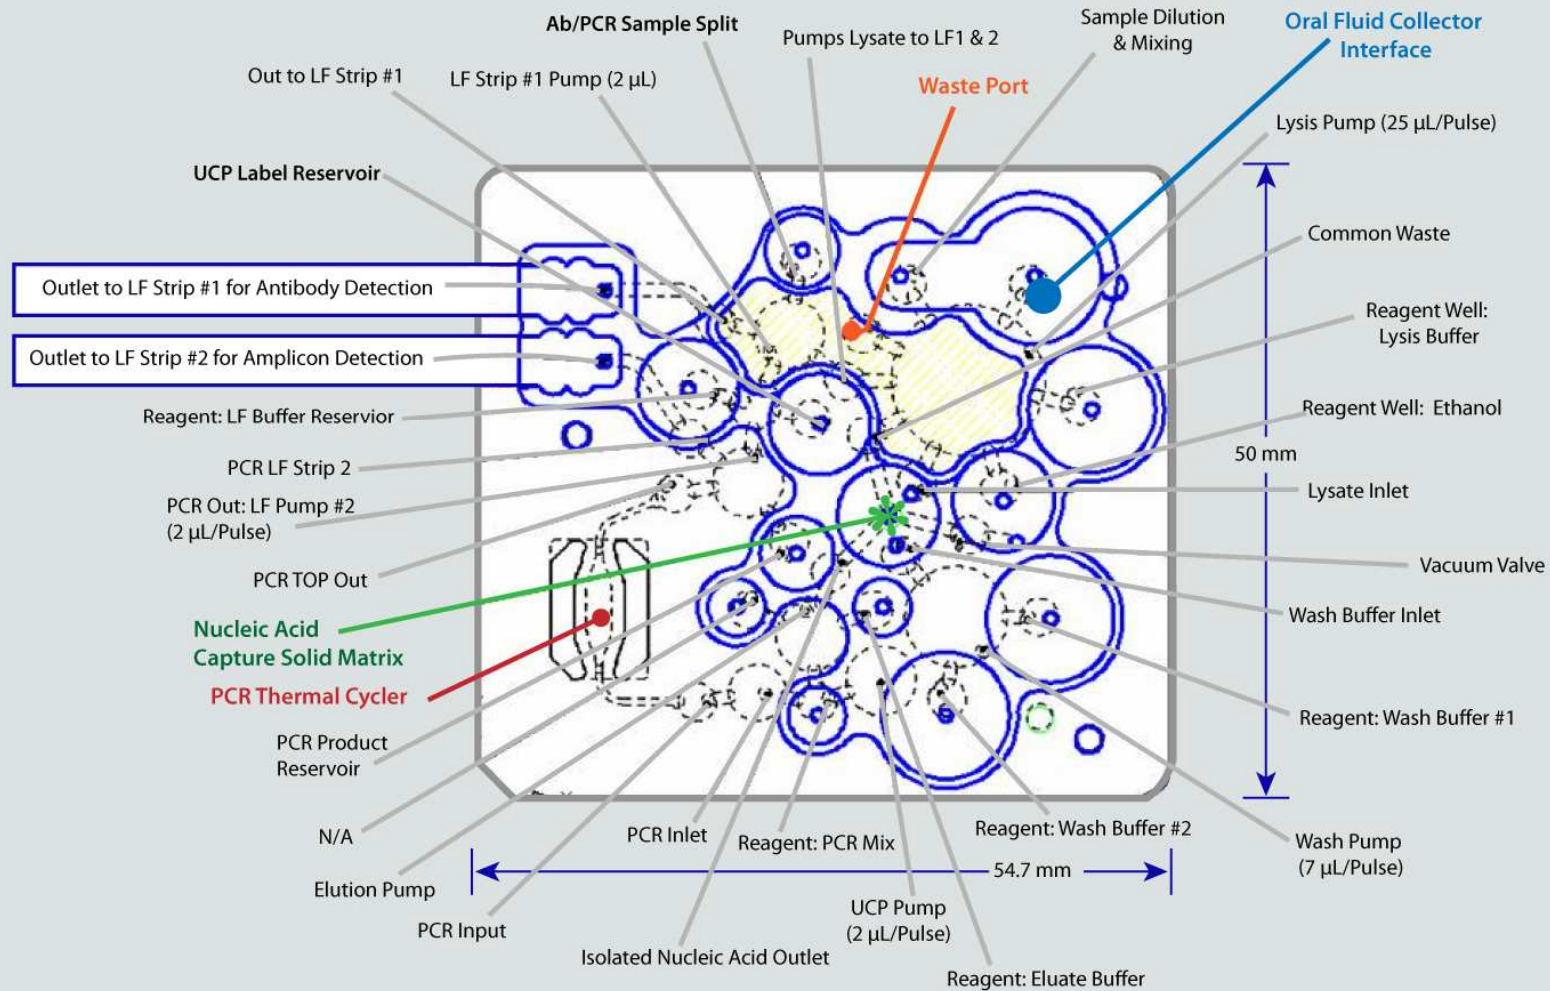 Ab/PCR Sample Split
Pumps Lysate to LF1 & 2
Sample Dilution
& Mixing
Oral Fluid Collector
Interface
Out to LF Strip #1
LF Strip #1 Pump (2 µL)
Waste Port
Lysis Pump (25 µL/Pulse)
UCP Label Reservoir
Common Waste
Outlet to LF Strip #1 for Antibody Detection
Outlet to LF Strip #2 for Amplicon Detection
Reagent Well:
Lysis Buffer
Reagent: LF Buffer Reservior
Reagent Well: Ethanol
50 mm
PCR LF Strip 2
Lysate Inlet
PCR Out: LF Pump #2
(2 µL/Pulse)
PCR TOP Out
Vacuum Valve
Wash Buffer Inlet
Nucleic Acid
Capture Solid Matrix
PCR Thermal Cycler
Reagent: Wash Buffer #1
PCR Product
Reservoir
N/A
PCR Inlet
Reagent: PCR Mix
Reagent: Wash Buffer #2
Wash Pump
(7 µL/Pulse)
54.7 mm
Elution Pump
PCR Input
UCP Pump
(2 µL/Pulse)
Isolated Nucleic Acid Outlet
Reagent: Eluate Buffer